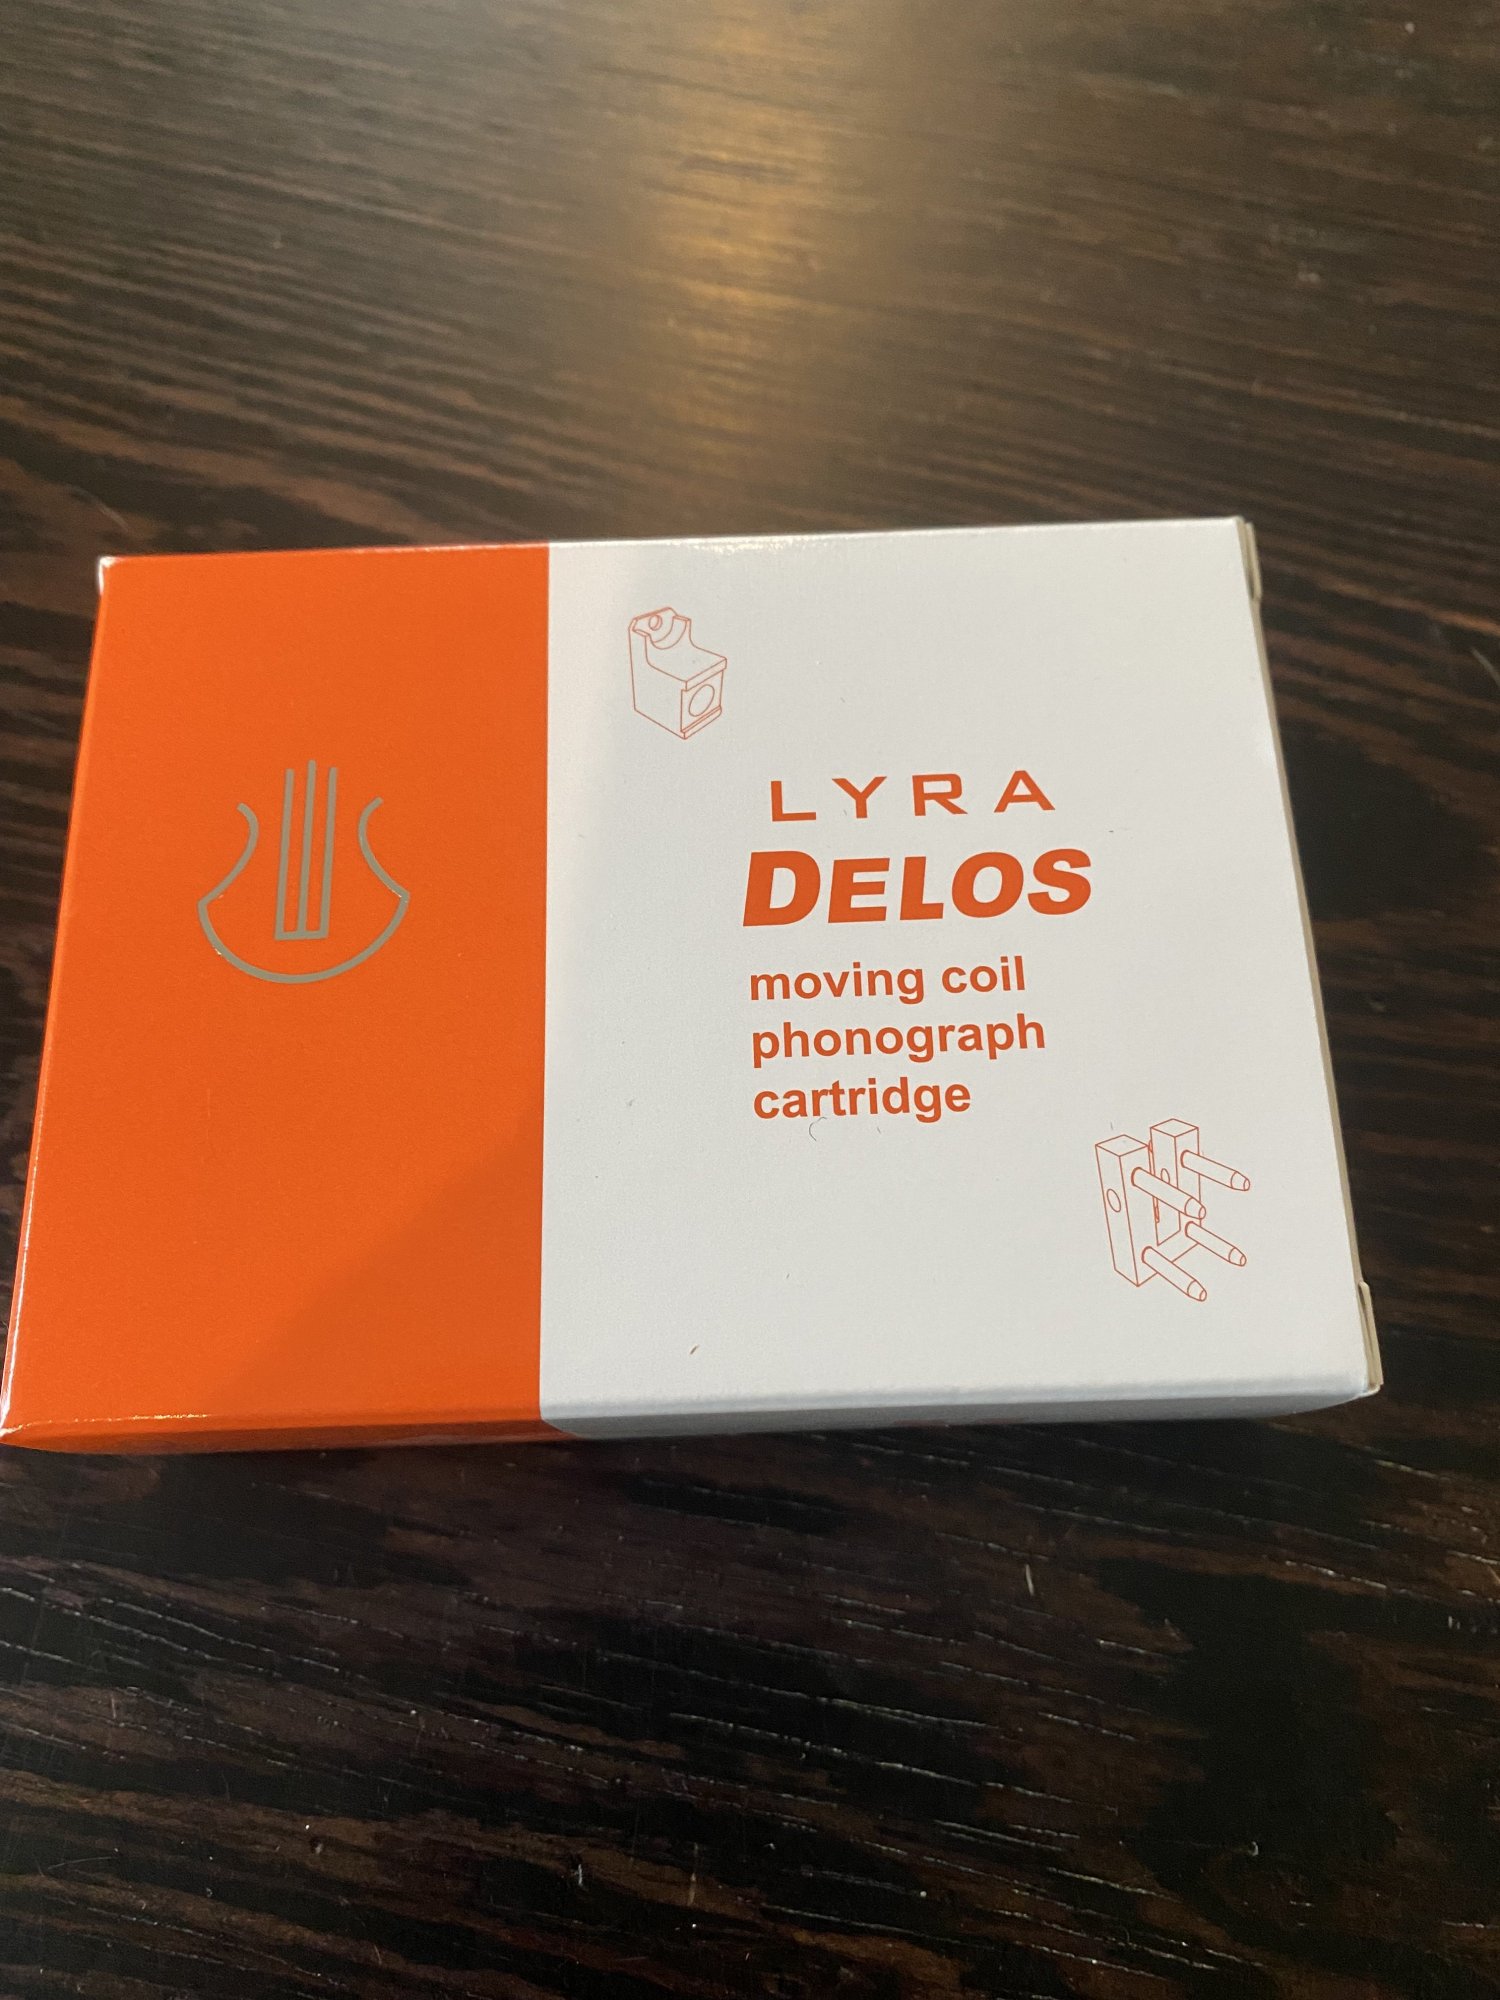 LYRA
DELOS
moving coil
phonograph
cartridge